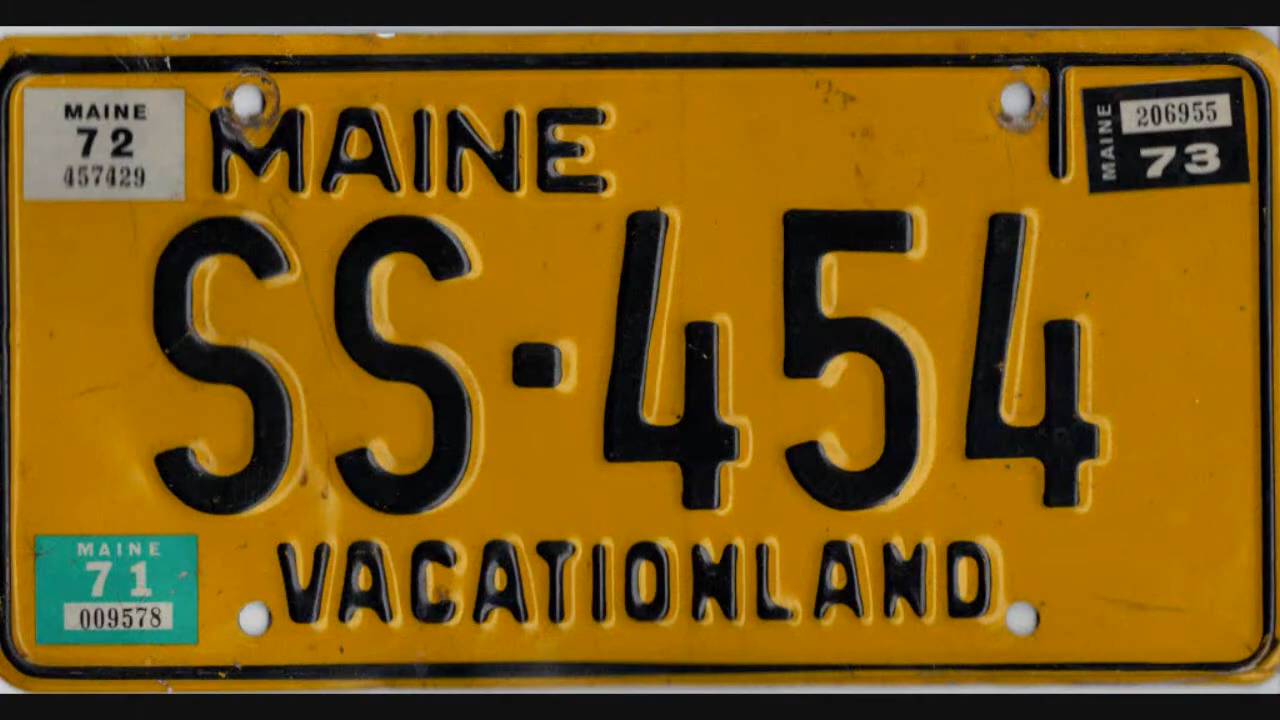 MAINE
72
457429
MAINE
MAINE
206955
73
SS·454
MAINE
71
009578
VACATIONLAND